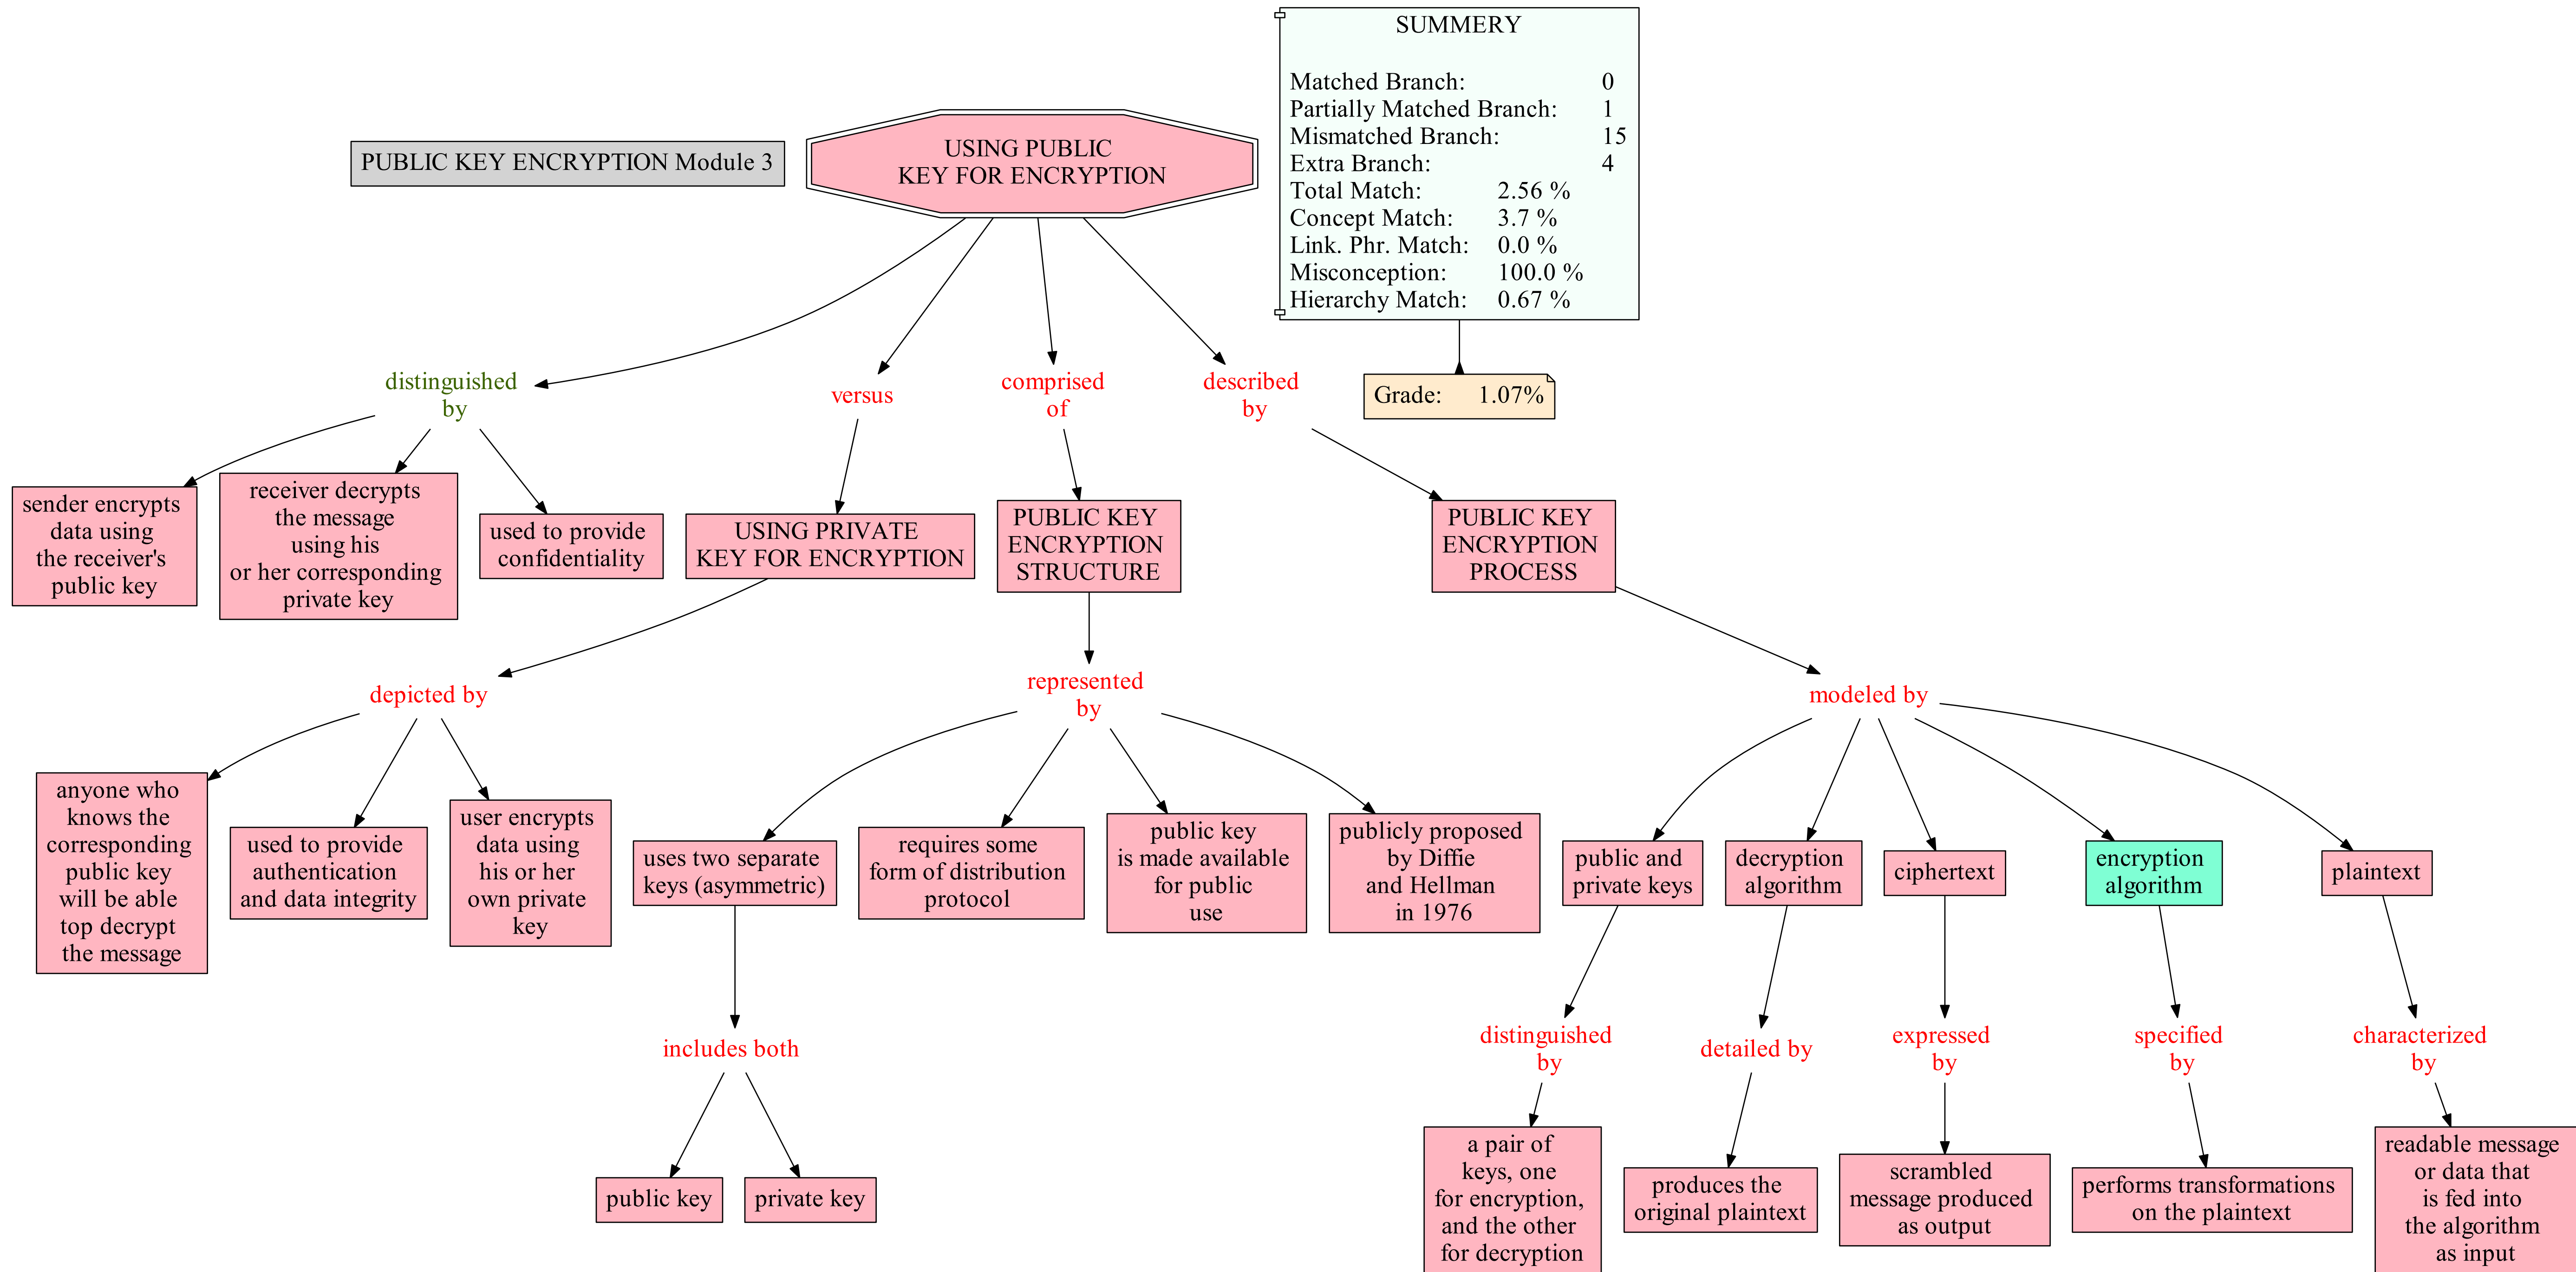 SUMMERY
Matched Branch: 0
Partially Matched Branch: 1
Mismatched Branch: 15
Extra Branch: 4
Total Match: 2.56 %
Concept Match: 3.7 %
Link. Phr. Match: 0.0 %
Misconception: 100.0 %
Hierarchy Match: 0.67 %
PUBLIC KEY ENCRYPTION Module 3
USING PUBLIC
KEY FOR ENCRYPTION
distinguished
by
versus
comprised
of
described
by
Grade: 1.07%
sender encrypts
data using
the receiver's
public key
receiver decrypts
the message
using his
or her corresponding
private key
used to provide
confidentiality
USING PRIVATE
KEY FOR ENCRYPTION
PUBLIC KEY
ENCRYPTION
STRUCTURE
PUBLIC KEY
ENCRYPTION
PROCESS
depicted by
represented
by
modeled by
anyone who
knows the
corresponding
public key
will be able
top decrypt
the message
used to provide
authentication
and data integrity
user encrypts
data using
his or her
own private
key
uses two separate
keys (asymmetric)
requires some
form of distribution
protocol
public key
is made available
for public
use
publicly proposed
by Diffie
and Hellman
in 1976
public and
private keys
decryption
algorithm
ciphertext
encryption
algorithm
plaintext
includes both
distinguished
by
detailed by
expressed
by
specified
by
characterized
by
public key
private key
a pair of
keys, one
for encryption,
and the other
for decryption
produces the
original plaintext
scrambled
message produced
as output
performs transformations
on the plaintext
readable message
or data that
is fed into
the algorithm
as input